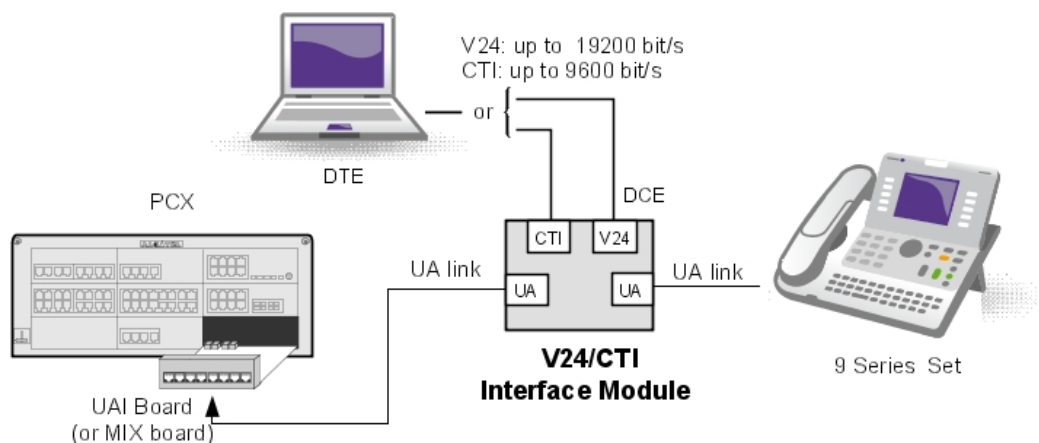 V24: up to 19200 bit/s
CTI: up to 9600 bit/s
or
DTE
PCX
DCE
CTI
V24
UA link
UA link
UA
UA
V24/CTI
Interface Module
9 Series Set
UAI Board
(or MIX board)